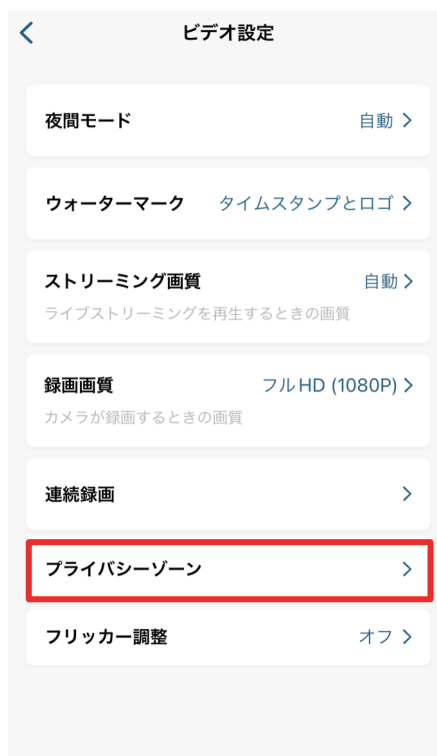 ビデオ設定
夜間モード 自動
ウォーターマーク タイムスタンプとロゴ
ストリーミング画質 自動
ライブストリーミングを再生するときの画質
録画画質 フルHD (1080P)
カメラが録画するときの画質
連続録画
プライバシーゾーン
フリッカー調整 オフ